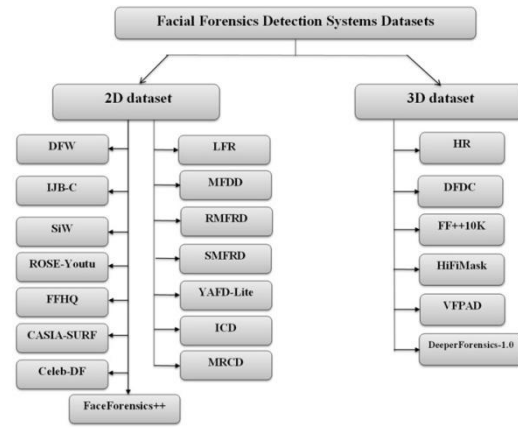 Facial Forensics Detection Systems Datasets
2D dataset
DFW
IJB-C
SiW
ROSE-Youtu
FFHQ
CASIA-SURF
Celeb-DF
FaceForensics++
LFR
MFDD
RMFRD
SMFRD
YAFD-Lite
ICD
MRCD
3D dataset
HR
DFDC
FF++10K
HiFiMask
VFPAD
DeeperForensics-1.0